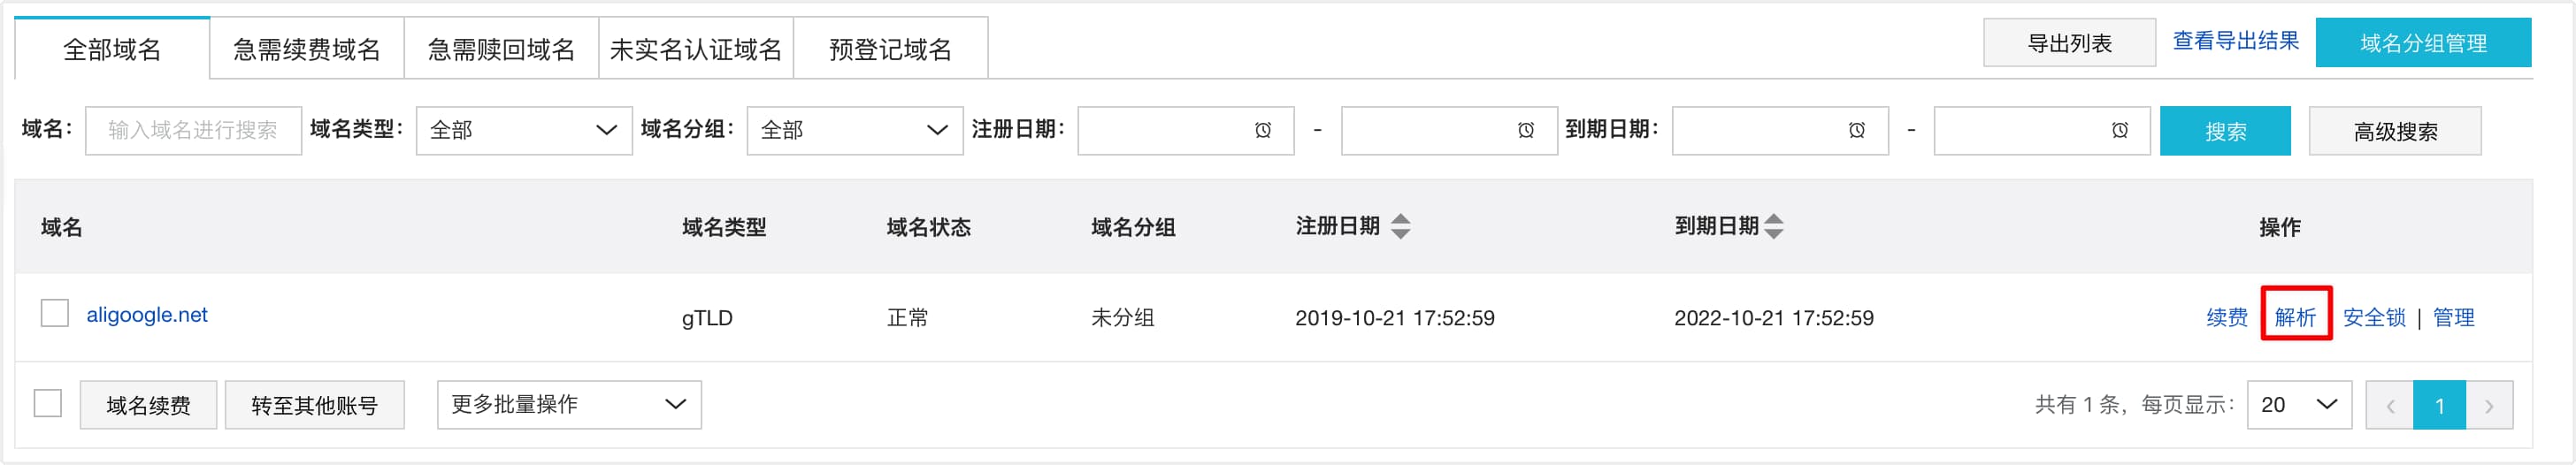 全部域名 急需续费域名 急需赎回域名 未实名认证域名 预登记域名 导出列表 查看导出结果 域名分组管理
域名： 输入域名进行搜索 域名类型： 全部 域名分组： 全部 注册日期： - 到期日期： - 搜索 高级搜索
域名 域名类型 域名状态 域名分组 注册日期 到期日期 操作
aligoogle.net gTLD 正常 未分组 2019-10-21 17:52:59 2022-10-21 17:52:59 续费 解析 安全锁 | 管理
域名续费 转至其他账号 更多批量操作 共有 1 条，每页显示： 20 ‹ 1 ›